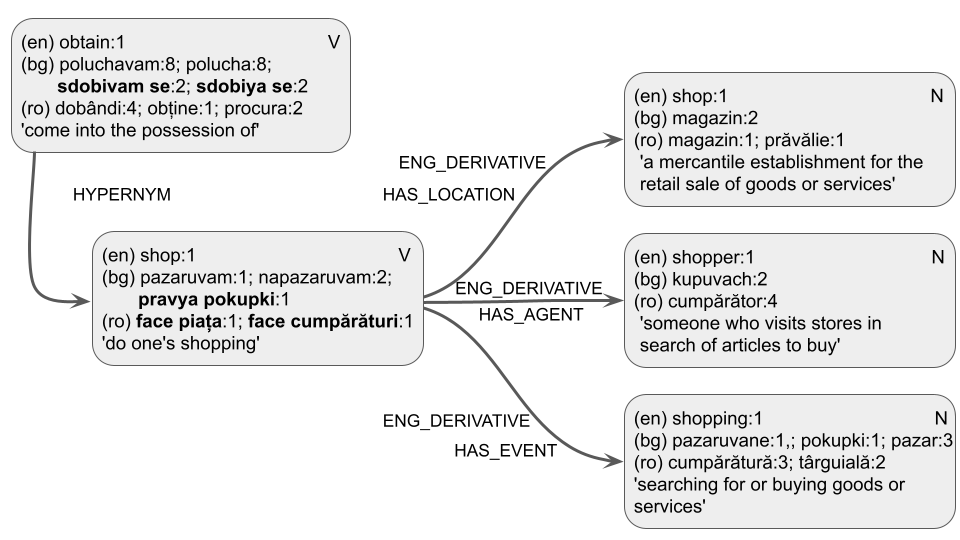 (en) obtain:1 V
(bg) poluchavam:8; polucha:8;
sdobivam se:2; sdobiya se:2
(ro) dobândi:4; obține:1; procura:2
'come into the possession of'
HYPERNYM
(en) shop:1 V
(bg) pazaruvam:1; napazaruvam:2;
pravya pokupki:1
(ro) face piața:1; face cumpărături:1
'do one's shopping'
ENG_DERIVATIVE
HAS_LOCATION
ENG_DERIVATIVE
HAS_AGENT
ENG_DERIVATIVE
HAS_EVENT
(en) shop:1 N
(bg) magazin:2
(ro) magazin:1; prăvălie:1
'a mercantile establishment for the
retail sale of goods or services'
(en) shopper:1 N
(bg) kupuvach:2
(ro) cumpărător:4
'someone who visits stores in
search of articles to buy'
(en) shopping:1 N
(bg) pazaruvane:1,; pokupki:1; pazar:3
(ro) cumpărătură:3; târguială:2
'searching for or buying goods or
services'